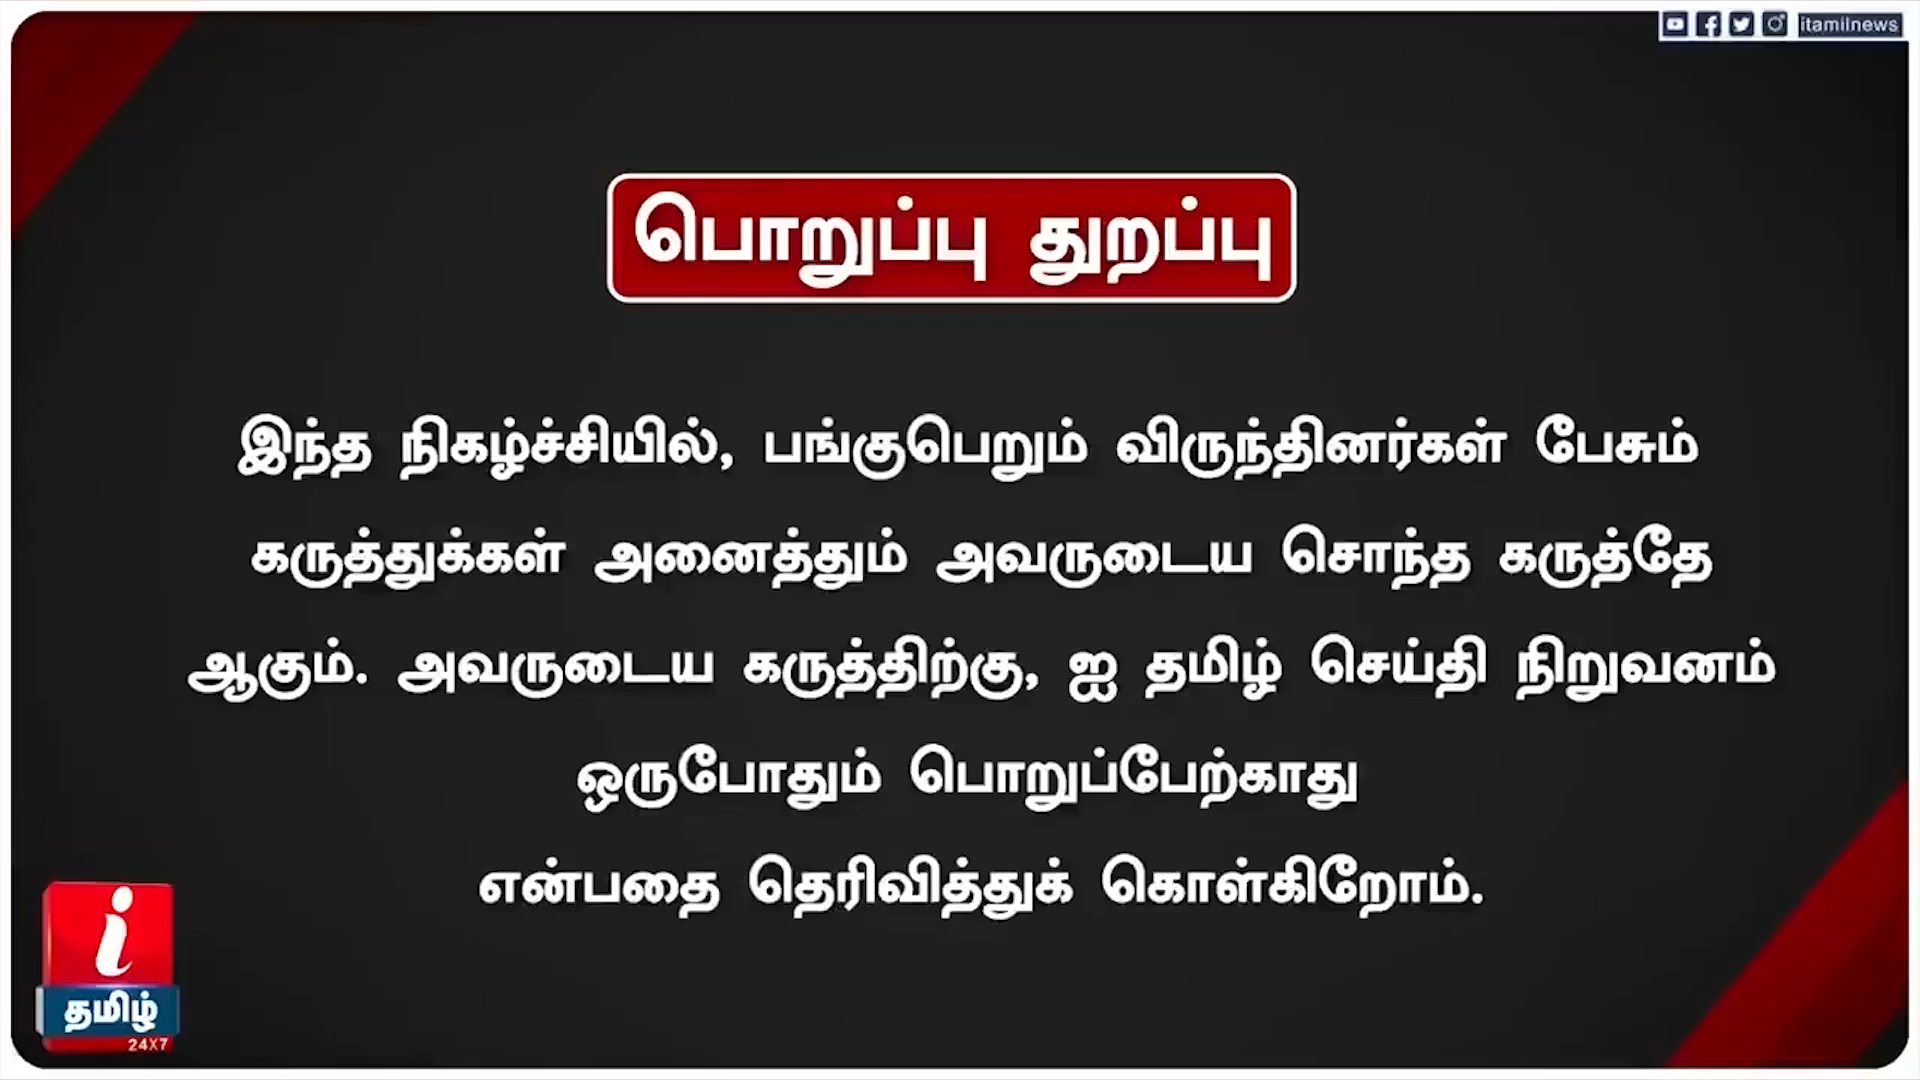 itamilnews
பொறுப்பு துறப்பு
இந்த நிகழ்ச்சியில், பங்குபெறும் விருந்தினர்கள் பேசும்
கருத்துக்கள் அனைத்தும் அவருடைய சொந்த கருத்தே
ஆகும். அவருடைய கருத்திற்கு, ஐ தமிழ் செய்தி நிறுவனம்
ஒருபோதும் பொறுப்பேற்காது
என்பதை தெரிவித்துக் கொள்கிறோம்.
i
தமிழ்
24X7